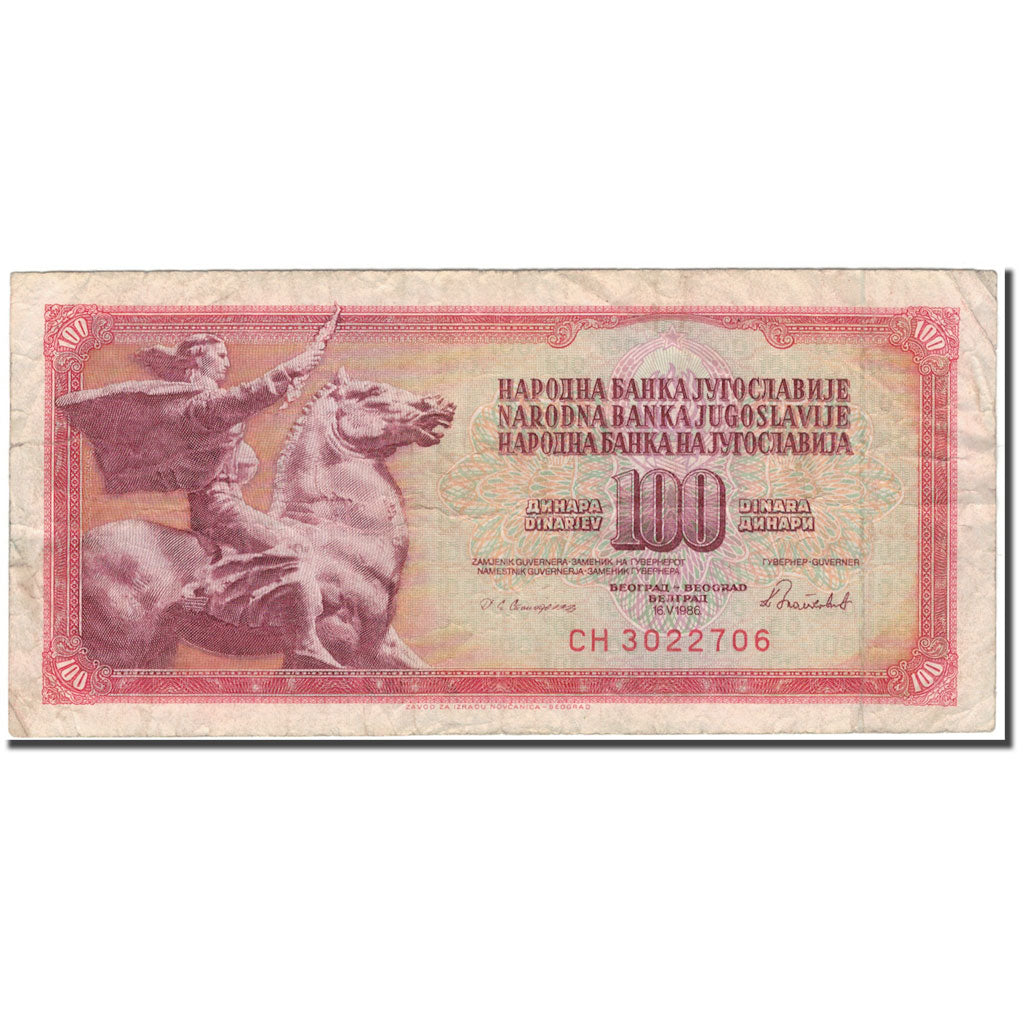 100
100
НАРОДНА БАНКА ЈУГОСЛАВИЈЕ
NARODNA BANKA JUGOSLAVIJE
НАРОДНА БАНКА НА ЈУГОСЛАВИЈА
ДИНАРА 100 DINARA
DINARJEV ДИНАРИ
ZAMJENIK GUVERNERA·ЗАМЕНИК НА ГУВЕРНЕРОТ ГУВЕРНЕР·GUVERNER
NAMESTNIK GUVERNERJA·ЗАМЕНИК ГУВЕРНЕРА
БЕОГРАД - BEOGRAD
БЕЛГРАД
16.V 1986.
CH 3022706
100
100
ZAVOD ZA IZRADU NOVČANICA - BEOGRAD